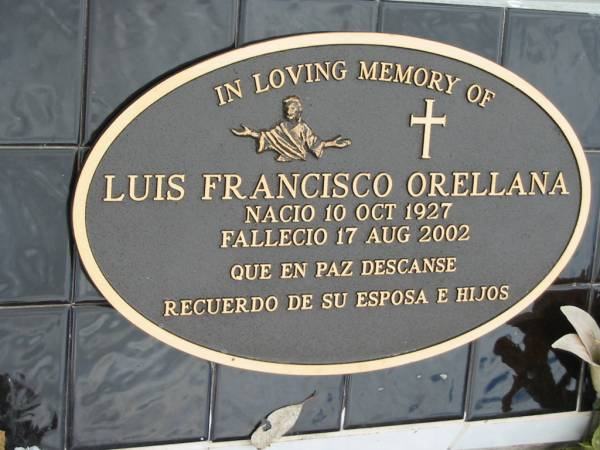 IN LOVING MEMORY OF
LUIS FRANCISCO ORELLANA
NACIO 10 OCT 1927
FALLECIO 17 AUG 2002
QUE EN PAZ DESCANSE
RECUERDO DE SU ESPOSA E HIJOS